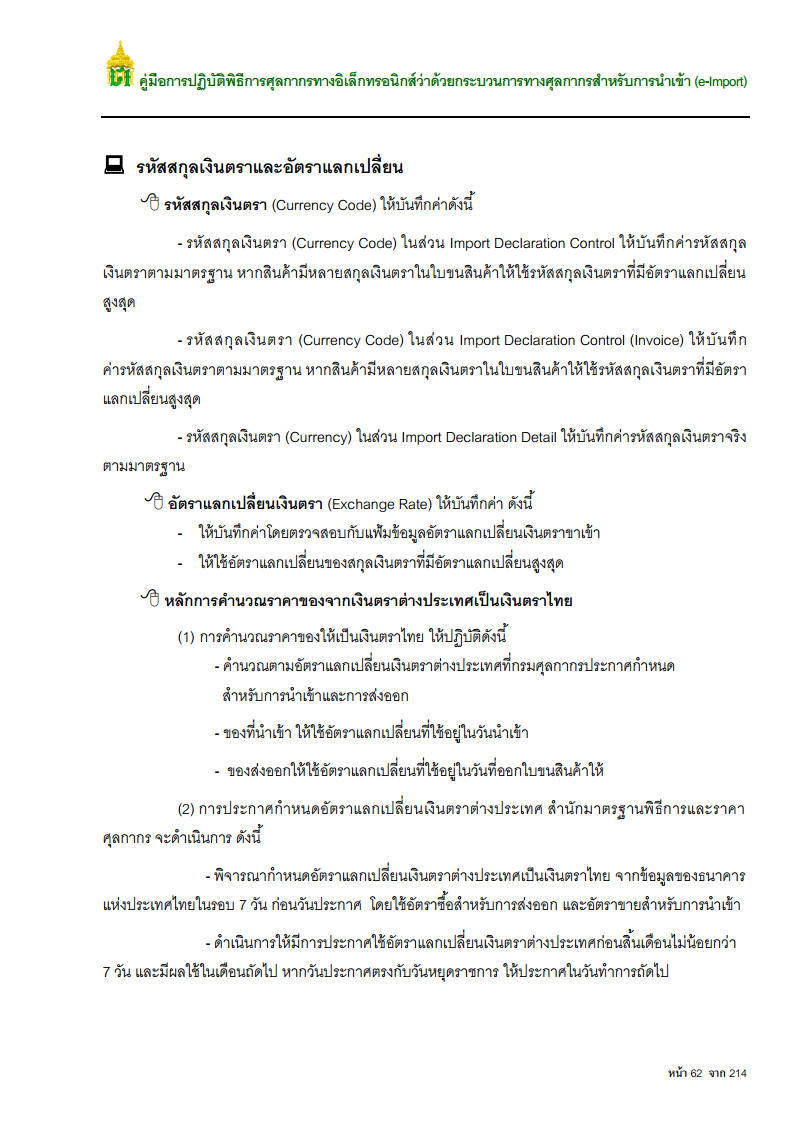 คู่มือการปฏิบัติพิธีการศุลกากรทางอิเล็กทรอนิกส์ว่าด้วยกระบวนการทางศุลกากรสำหรับการนำเข้า (e-Import)
รหัสสกุลเงินตราและอัตราแลกเปลี่ยน
รหัสสกุลเงินตรา (Currency Code) ให้บันทึกค่าดังนี้
- รหัสสกุลเงินตรา (Currency Code) ในส่วน Import Declaration Control ให้บันทึกค่ารหัสสกุล
เงินตราตามมาตรฐาน หากสินค้ามีหลายสกุลเงินตราในใบขนสินค้าให้ใช้รหัสสกุลเงินตราที่มีอัตราแลกเปลี่ยน
สูงสุด
- รหัสสกุลเงินตรา (Currency Code) ในส่วน Import Declaration Control (Invoice) ให้บันทึก
ค่ารหัสสกุลเงินตราตามมาตรฐาน หากสินค้ามีหลายสกุลเงินตราในใบขนสินค้าให้ใช้รหัสสกุลเงินตราที่มีอัตรา
แลกเปลี่ยนสูงสุด
- รหัสสกุลเงินตรา (Currency) ในส่วน Import Declaration Detail ให้บันทึกค่ารหัสสกุลเงินตราจริง
ตามมาตรฐาน
อัตราแลกเปลี่ยนเงินตรา (Exchange Rate) ให้บันทึกค่า ดังนี้
- ให้บันทึกค่าโดยตรวจสอบกับแฟ้มข้อมูลอัตราแลกเปลี่ยนเงินตราขาเข้า
- ให้ใช้อัตราแลกเปลี่ยนของสกุลเงินตราที่มีอัตราแลกเปลี่ยนสูงสุด
หลักการคำนวณราคาของจากเงินตราต่างประเทศเป็นเงินตราไทย
(1) การคำนวณราคาของให้เป็นเงินตราไทย ให้ปฏิบัติดังนี้
- คำนวณตามอัตราแลกเปลี่ยนเงินตราต่างประเทศที่กรมศุลกากรประกาศกำหนด
สำหรับการนำเข้าและการส่งออก
- ของที่นำเข้า ให้ใช้อัตราแลกเปลี่ยนที่ใช้อยู่ในวันนำเข้า
- ของส่งออกให้ใช้อัตราแลกเปลี่ยนที่ใช้อยู่ในวันที่ออกใบขนสินค้าให้
(2) การประกาศกำหนดอัตราแลกเปลี่ยนเงินตราต่างประเทศ สำนักมาตรฐานพิธีการและราคา
ศุลกากร จะดำเนินการ ดังนี้
- พิจารณากำหนดอัตราแลกเปลี่ยนเงินตราต่างประเทศเป็นเงินตราไทย จากข้อมูลของธนาคาร
แห่งประเทศไทยในรอบ 7 วัน ก่อนวันประกาศ โดยใช้อัตราซื้อสำหรับการส่งออก และอัตราขายสำหรับการนำเข้า
- ดำเนินการให้มีการประกาศใช้อัตราแลกเปลี่ยนเงินตราต่างประเทศก่อนสิ้นเดือนไม่น้อยกว่า
7 วัน และมีผลใช้ในเดือนถัดไป หากวันประกาศตรงกับวันหยุดราชการ ให้ประกาศในวันทำการถัดไป
หน้า 62 จาก 214